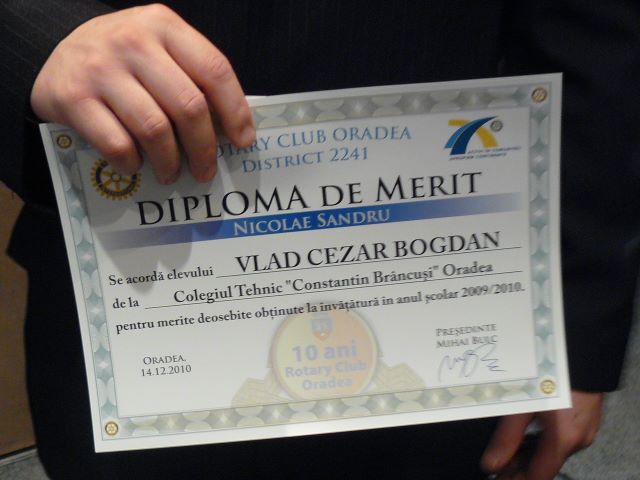 ROTARY CLUB ORADEA
DISTRICT 2241
DIPLOMA DE MERIT
NICOLAE SANDRU
Se acordă elevului VLAD CEZAR BOGDAN
de la Colegiul Tehnic "Constantin Brâncuși" Oradea
pentru merite deosebite obținute la învățătură în anul școlar 2009/2010.
ORADEA,
14.12.2010
10 ani
Rotary Club
Oradea
PREȘEDINTE
MIHAI BULC